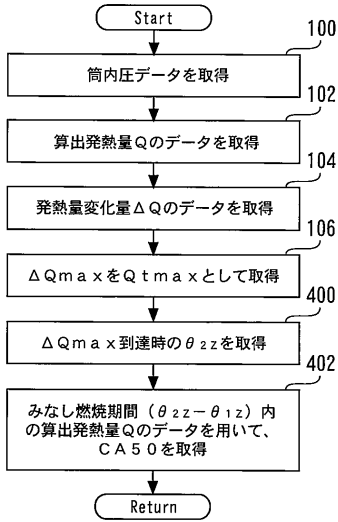 Start
100
筒内圧データを取得
102
算出発熱量Qのデータを取得
104
発熱量変化量ΔQのデータを取得
106
ΔQmaxをQtmaxとして取得
400
ΔQmax到達時のθ2zを取得
402
みなし燃焼期間（θ2z－θ1z）内
の算出発熱量Qのデータを用いて、
CA50を取得
Return